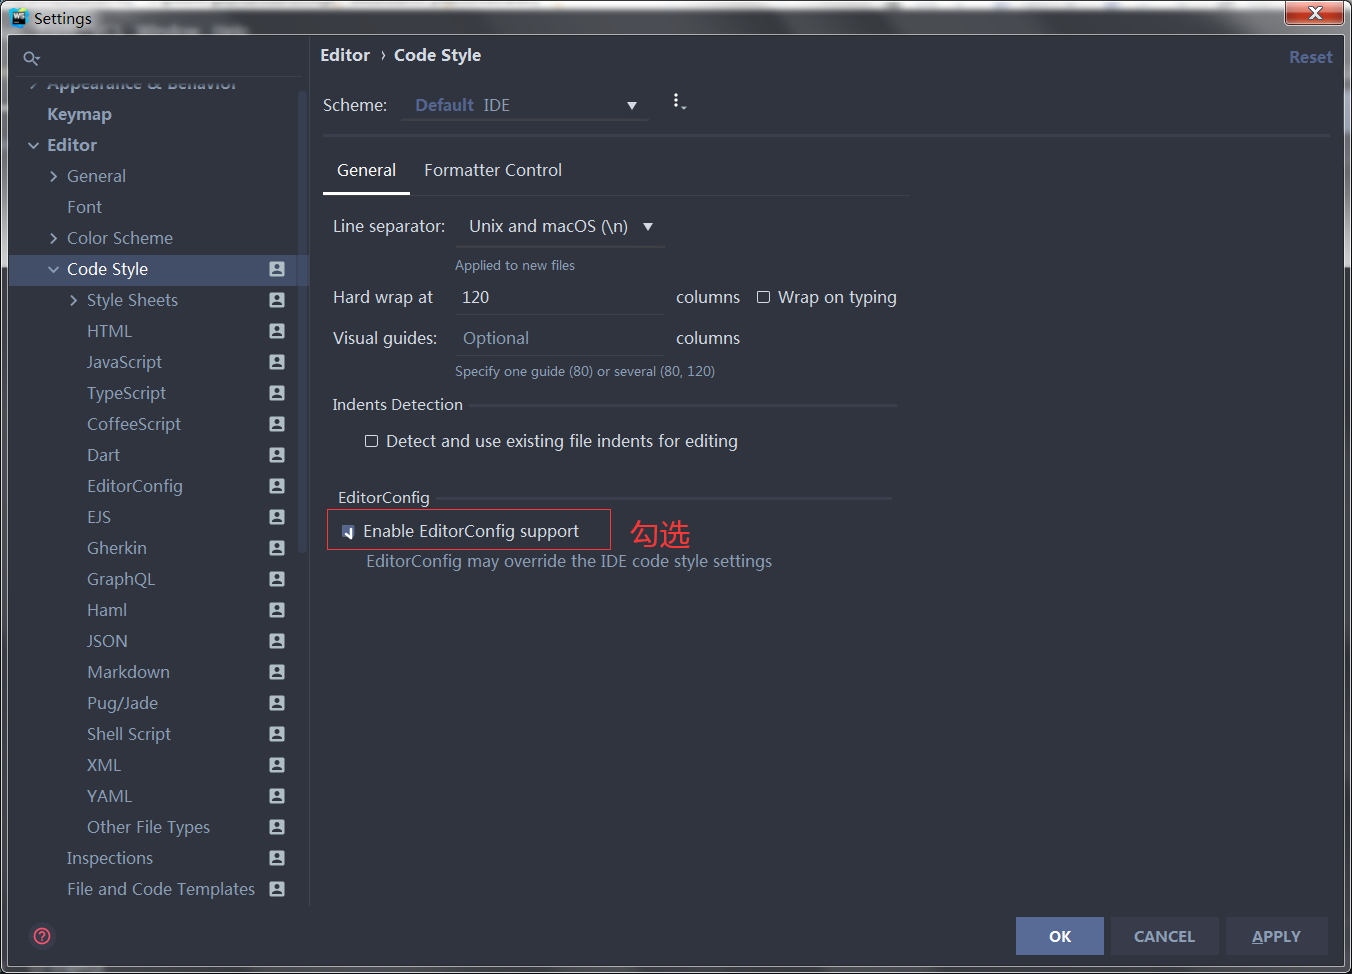 Settings
Editor › Code Style
Reset
Appearance & Behavior
Keymap
Editor
General
Font
Color Scheme
Code Style
Style Sheets
HTML
JavaScript
TypeScript
CoffeeScript
Dart
EditorConfig
EJS
Gherkin
GraphQL
Haml
JSON
Markdown
Pug/Jade
Shell Script
XML
YAML
Other File Types
Inspections
File and Code Templates
Scheme: Default IDE
General Formatter Control
Line separator: Unix and macOS (\n)
Applied to new files
Hard wrap at 120 columns Wrap on typing
Visual guides: Optional columns
Specify one guide (80) or several (80, 120)
Indents Detection
Detect and use existing file indents for editing
EditorConfig
Enable EditorConfig support 勾选
EditorConfig may override the IDE code style settings
OK CANCEL APPLY